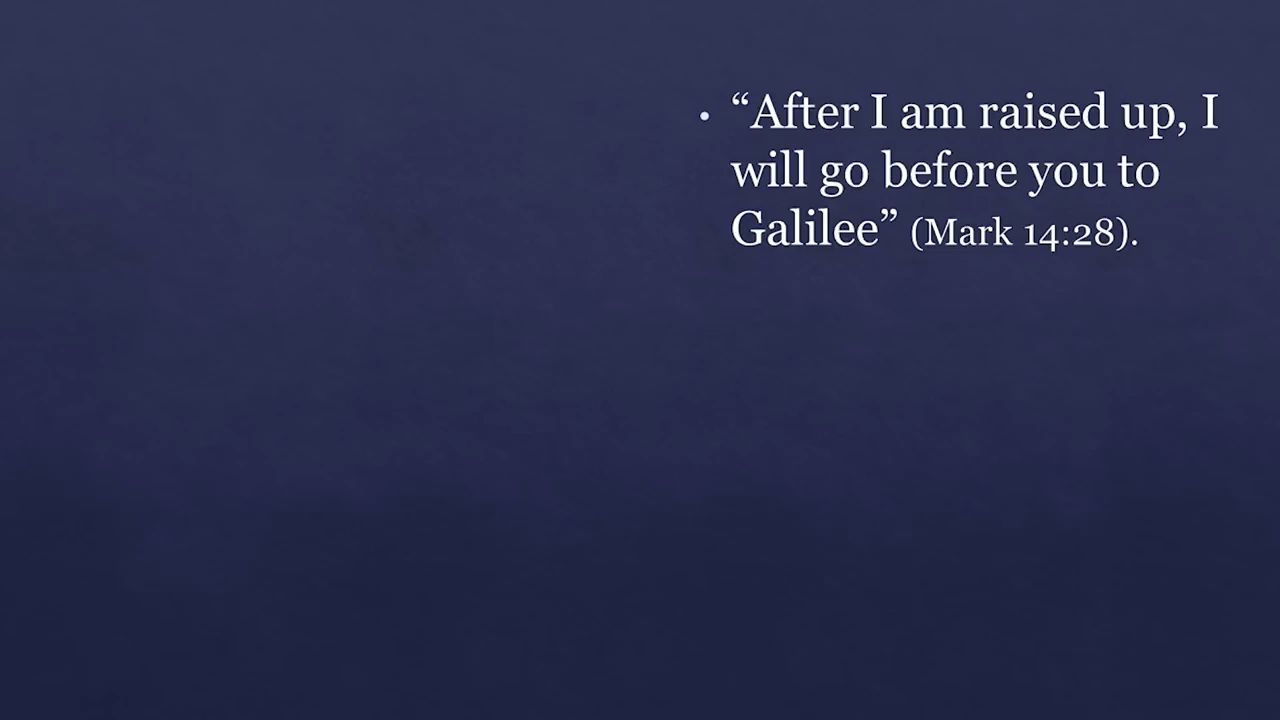 • “After I am raised up, I
will go before you to
Galilee” (Mark 14:28).